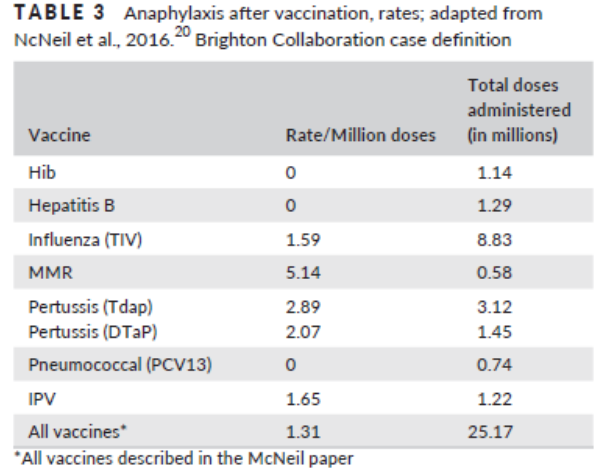 TABLE 3 Anaphylaxis after vaccination, rates; adapted from
NcNeil et al., 2016.20 Brighton Collaboration case definition
Vaccine Rate/Million doses Total doses administered (in millions)
Hib 0 1.14
Hepatitis B 0 1.29
Influenza (TIV) 1.59 8.83
MMR 5.14 0.58
Pertussis (Tdap) 2.89 3.12
Pertussis (DTaP) 2.07 1.45
Pneumococcal (PCV13) 0 0.74
IPV 1.65 1.22
All vaccines* 1.31 25.17
*All vaccines described in the McNeil paper